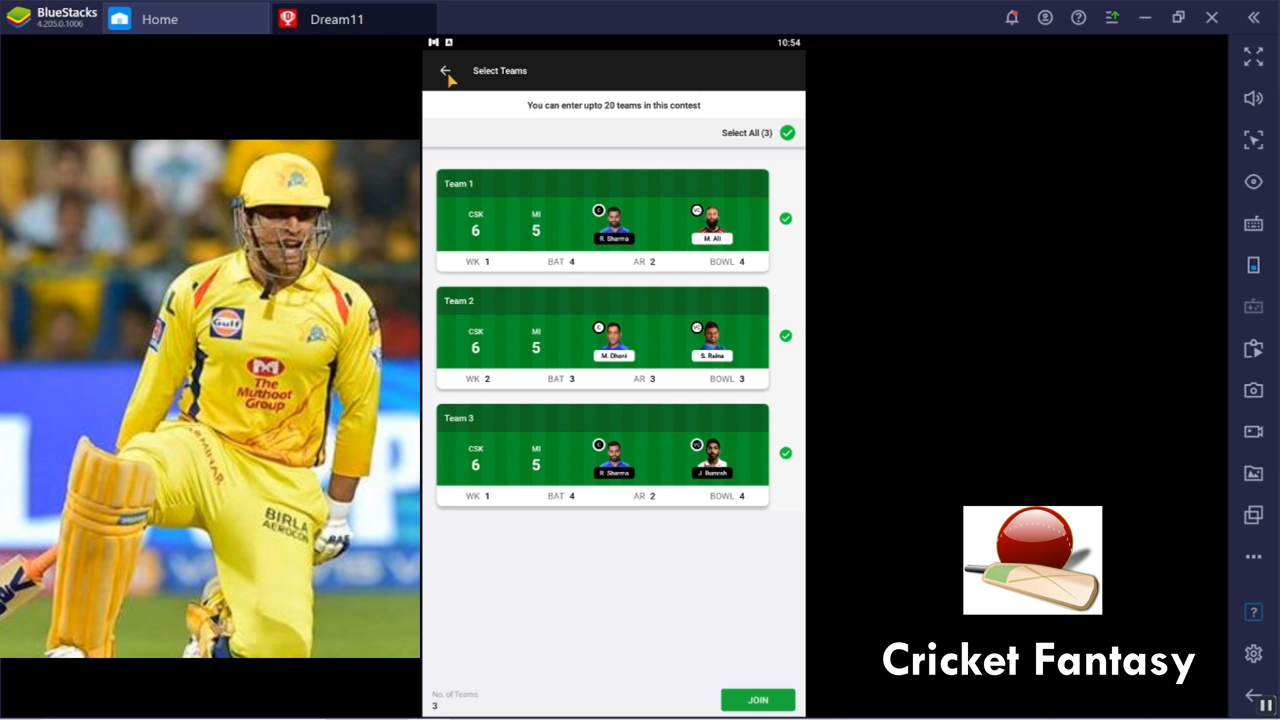 BlueStacks
4.205.0.1006
Home
Dream11
10:54
Select Teams
You can enter upto 20 teams in this contest
Select All (3)
Team 1
CSK MI
6 5
C VC
R. Sharma M. Ali
WK 1 BAT 4 AR 2 BOWL 4
Team 2
CSK MI
6 5
C VC
M. Dhoni S. Raina
WK 2 BAT 3 AR 3 BOWL 3
Team 3
CSK MI
6 5
C VC
R. Sharma J. Bumrah
WK 1 BAT 4 AR 2 BOWL 4
No. of Teams
3
JOIN
Gulf
The
Muthoot
Group
BIRLA
AEROCON
BAS
Cricket Fantasy